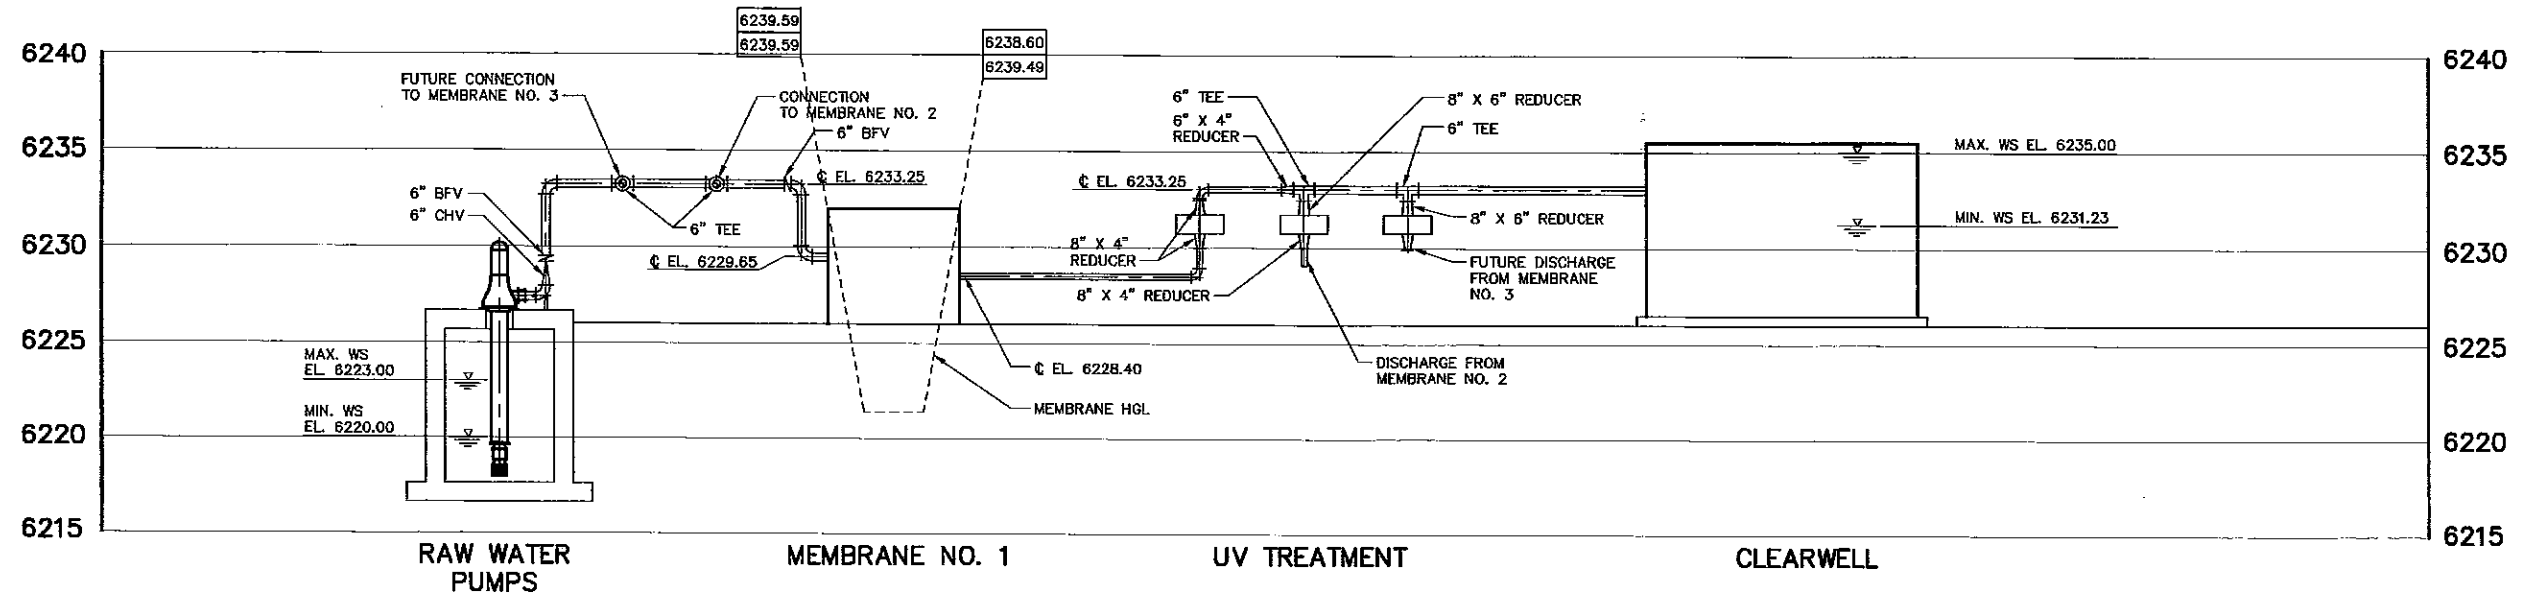 6239.59
6239.59
6238.60
6239.49
6240
6240
FUTURE CONNECTION
TO MEMBRANE NO. 3
CONNECTION
TO MEMBRANE NO. 2
6" BFV
6" TEE
6" X 4"
REDUCER
8" X 6" REDUCER
6" TEE
6235
6235
MAX. WS EL. 6235.00
℄ EL. 6233.25
℄ EL. 6233.25
6" BFV
6" CHV
6" TEE
8" X 6" REDUCER
MIN. WS EL. 6231.23
6230
6230
℄ EL. 6229.65
8" X 4"
REDUCER
8" X 4" REDUCER
FUTURE DISCHARGE
FROM MEMBRANE
NO. 3
6225
6225
MAX. WS
EL. 6223.00
℄ EL. 6228.40
DISCHARGE FROM
MEMBRANE NO. 2
MIN. WS
EL. 6220.00
MEMBRANE HGL
6220
6220
6215
6215
RAW WATER
PUMPS
MEMBRANE NO. 1
UV TREATMENT
CLEARWELL